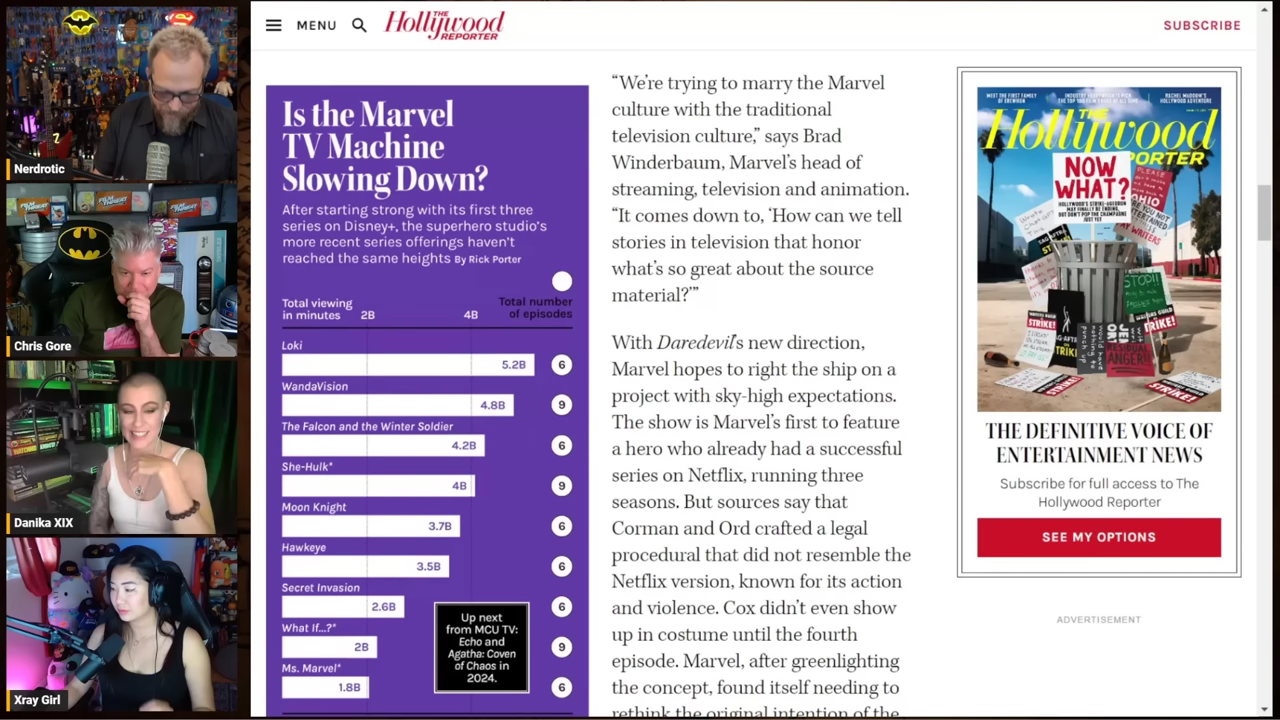 Nerdrotic
Chris Gore
Danika XIX
Xray Girl
MENU
THE
Hollywood
REPORTER
SUBSCRIBE
Is the Marvel
TV Machine
Slowing Down?
After starting strong with its first three
series on Disney+, the superhero studio's
more recent series offerings haven't
reached the same heights By Rick Porter
Total viewing
in minutes 2B 4B
Total number
of episodes
Loki
5.2B 6
WandaVision
4.8B 9
The Falcon and the Winter Soldier
4.2B 6
She-Hulk*
4B 9
Moon Knight
3.7B 6
Hawkeye
3.5B 6
Secret Invasion
2.6B 6
What If...?*
2B 9
Ms. Marvel*
1.8B 6
Up next
from MCU TV:
Echo and
Agatha: Coven
of Chaos in
2024.
“We’re trying to marry the Marvel
culture with the traditional
television culture,” says Brad
Winderbaum, Marvel’s head of
streaming, television and animation.
“It comes down to, ‘How can we tell
stories in television that honor
what’s so great about the source
material?’”
With Daredevil’s new direction,
Marvel hopes to right the ship on a
project with sky-high expectations.
The show is Marvel’s first to feature
a hero who already had a successful
series on Netflix, running three
seasons. But sources say that
Corman and Ord crafted a legal
procedural that did not resemble the
Netflix version, known for its action
and violence. Cox didn’t even show
up in costume until the fourth
episode. Marvel, after greenlighting
the concept, found itself needing to
rethink the original intention of the
THE
Hollywood
REPORTER
NOW
WHAT?
STRIKE!
STRIKE!
STRIKE!
STRIKE!
STOP!!
THE DEFINITIVE VOICE OF
ENTERTAINMENT NEWS
Subscribe for full access to The
Hollywood Reporter
SEE MY OPTIONS
ADVERTISEMENT